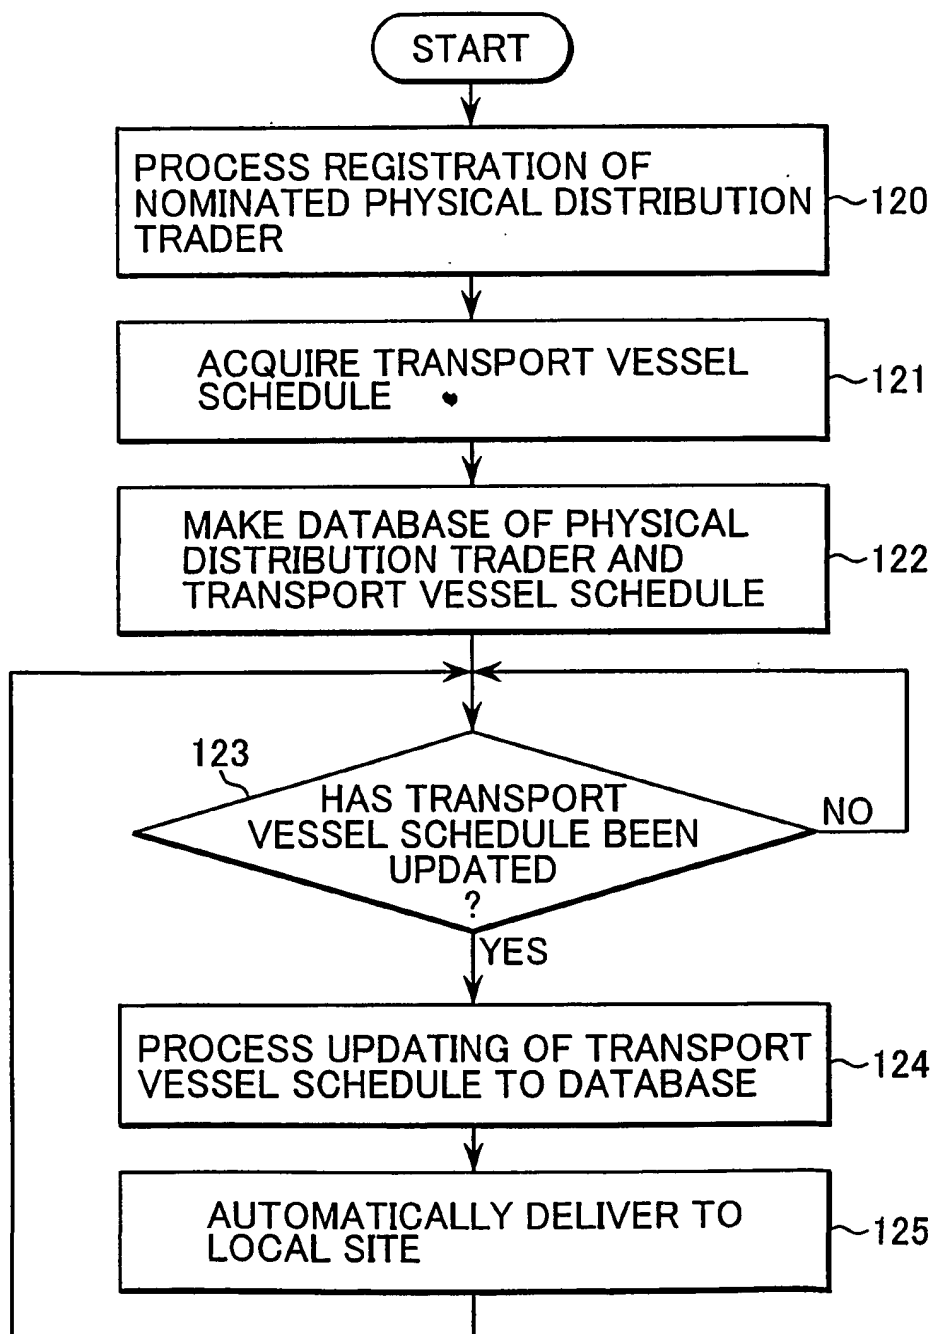 START
PROCESS REGISTRATION OF
NOMINATED PHYSICAL DISTRIBUTION
TRADER
120
ACQUIRE TRANSPORT VESSEL
SCHEDULE
121
MAKE DATABASE OF PHYSICAL
DISTRIBUTION TRADER AND
TRANSPORT VESSEL SCHEDULE
122
123
HAS TRANSPORT
VESSEL SCHEDULE BEEN
UPDATED
?
NO
YES
PROCESS UPDATING OF TRANSPORT
VESSEL SCHEDULE TO DATABASE
124
AUTOMATICALLY DELIVER TO
LOCAL SITE
125